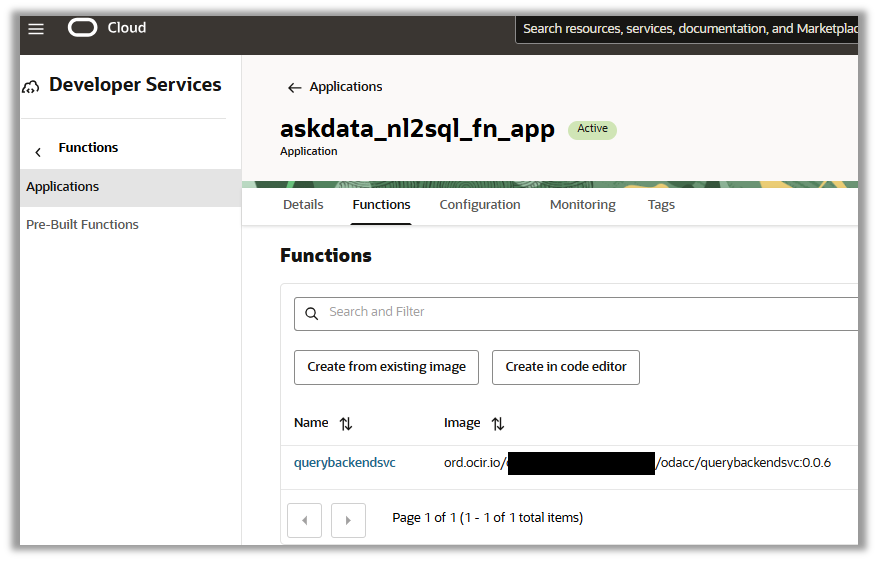 Cloud
Search resources, services, documentation, and Marketplac
Developer Services
Functions
Applications
Pre-Built Functions
Applications
askdata_nl2sql_fn_app
Active
Application
Details Functions Configuration Monitoring Tags
Functions
Search and Filter
Create from existing image Create in code editor
Name Image
querybackendsvc ord.ocir.io/ /odacc/querybackendsvc:0.0.6
Page 1 of 1 (1 - 1 of 1 total items)